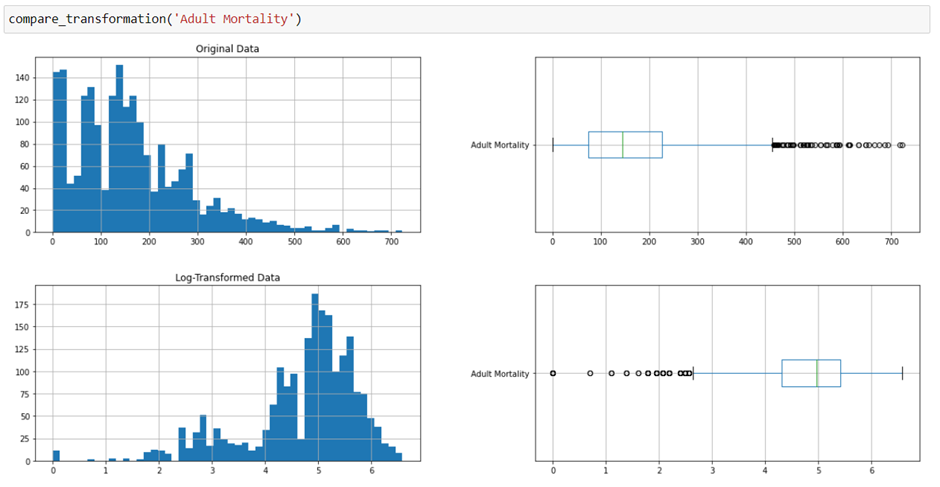 compare_transformation('Adult Mortality')
Original Data
140
120
100
80
60
40
20
0
0 100 200 300 400 500 600 700
Adult Mortality
0 100 200 300 400 500 600 700
Log-Transformed Data
175
150
125
100
75
50
25
0
0 1 2 3 4 5 6
Adult Mortality
0 1 2 3 4 5 6